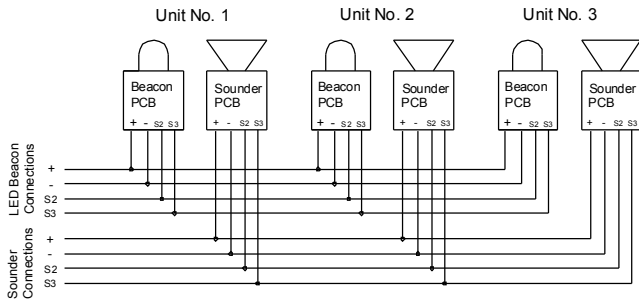 Unit No. 1 Unit No. 2 Unit No. 3
Beacon PCB
+ - S2 S3
Sounder PCB
+ - S2 S3
Beacon PCB
+ - S2 S3
Sounder PCB
+ - S2 S3
Beacon PCB
+ - S2 S3
Sounder PCB
+ - S2 S3
LED Beacon
Connections
+
-
S2
S3
Sounder
Connections
+
-
S2
S3